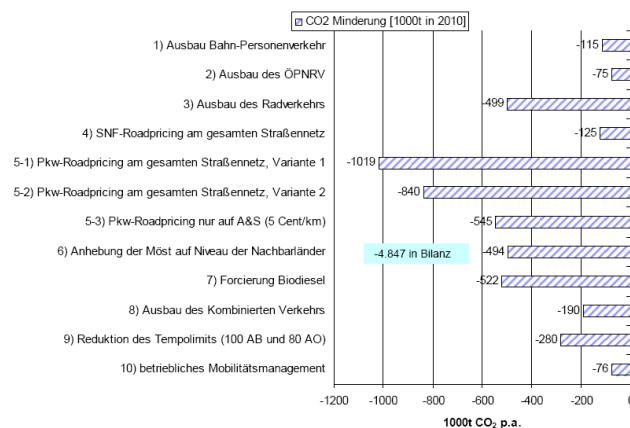 CO2 Minderung [1000t in 2010]
1) Ausbau Bahn-Personenverkehr
-115
2) Ausbau des ÖPNRV
-75
3) Ausbau des Radverkehrs
-499
4) SNF-Roadpricing am gesamten Straßennetz
-125
5-1) Pkw-Roadpricing am gesamten Straßennetz, Variante 1
-1019
5-2) Pkw-Roadpricing am gesamten Straßennetz, Variante 2
-840
5-3) Pkw-Roadpricing nur auf A&S (5 Cent/km)
-545
6) Anhebung der Möst auf Niveau der Nachbarländer
-4.847 in Bilanz
-494
7) Forcierung Biodiesel
-522
8) Ausbau des Kombinierten Verkehrs
-190
9) Reduktion des Tempolimits (100 AB und 80 AO)
-280
10) betriebliches Mobilitätsmanagement
-76
-1200 -1000 -800 -600 -400 -200 0
1000t CO₂ p.a.